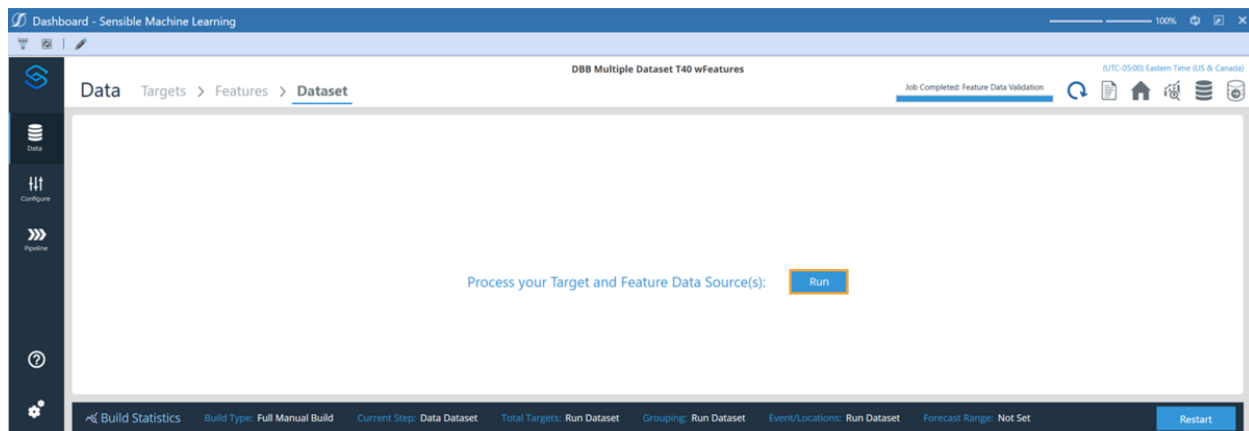 Dashboard - Sensible Machine Learning
100%
DBB Multiple Dataset T40 wFeatures
(UTC-05:00) Eastern Time (US & Canada)
Data Targets > Features > Dataset
Job Completed: Feature Data Validation
Data
Configure
Pipeline
Process your Target and Feature Data Source(s): Run
Build Statistics Build Type: Full Manual Build Current Step: Data Dataset Total Targets: Run Dataset Grouping: Run Dataset Event/Locations: Run Dataset Forecast Range: Not Set Restart